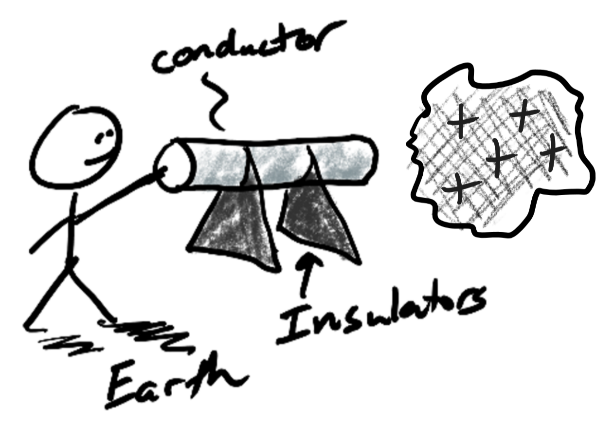 conductor
+ +
+ +
+
Insulators
Earth